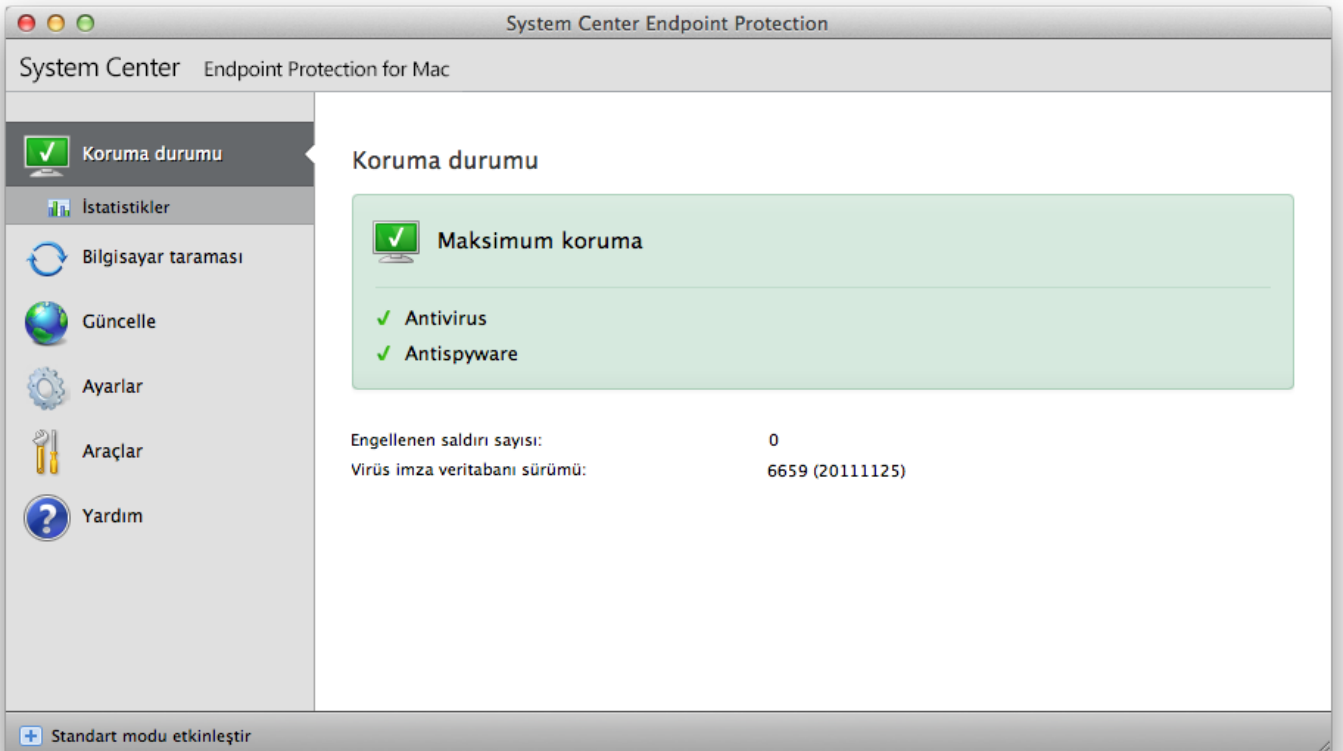 System Center Endpoint Protection
System Center Endpoint Protection for Mac
Koruma durumu
İstatistikler
Bilgisayar taraması
Güncelle
Ayarlar
Araçlar
Yardım
Koruma durumu
Maksimum koruma
Antivirus
Antispyware
Engellenen saldırı sayısı: 0
Virüs imza veritabanı sürümü: 6659 (20111125)
Standart modu etkinleştir